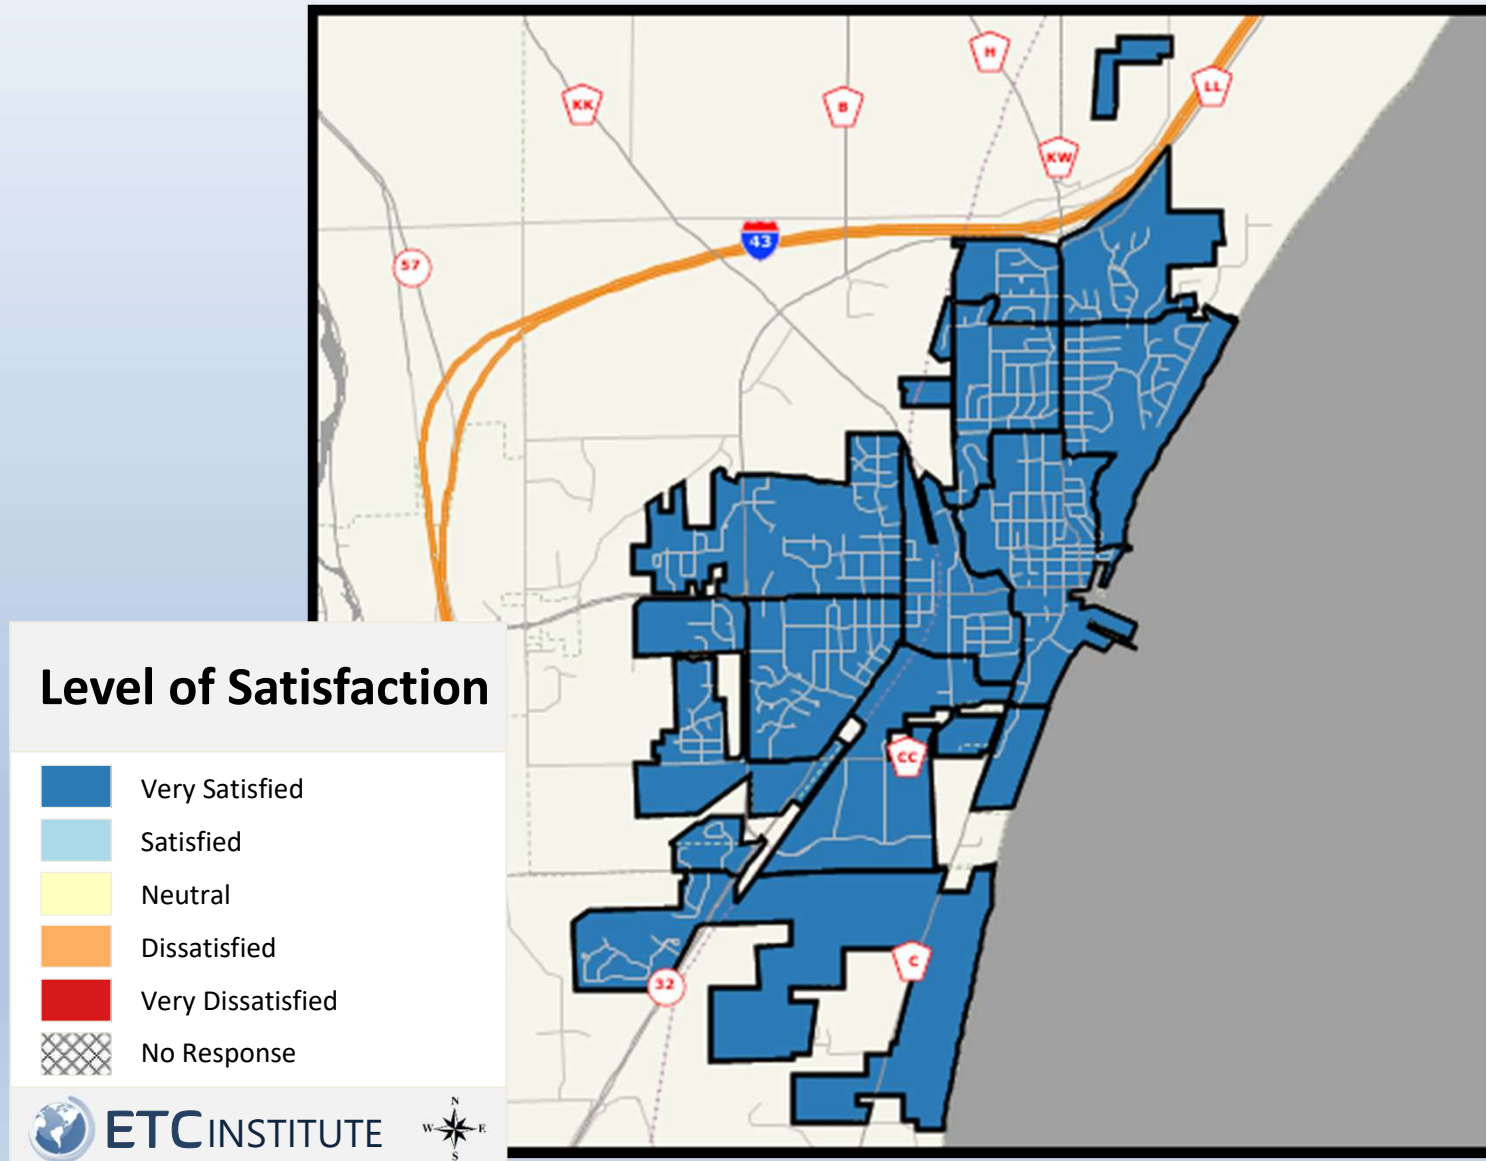 H
LL
KK
B
KW
43
57
Level of Satisfaction
CC
Very Satisfied
Satisfied
Neutral
Dissatisfied
C
32
Very Dissatisfied
No Response
ETC INSTITUTE
N
W E
S